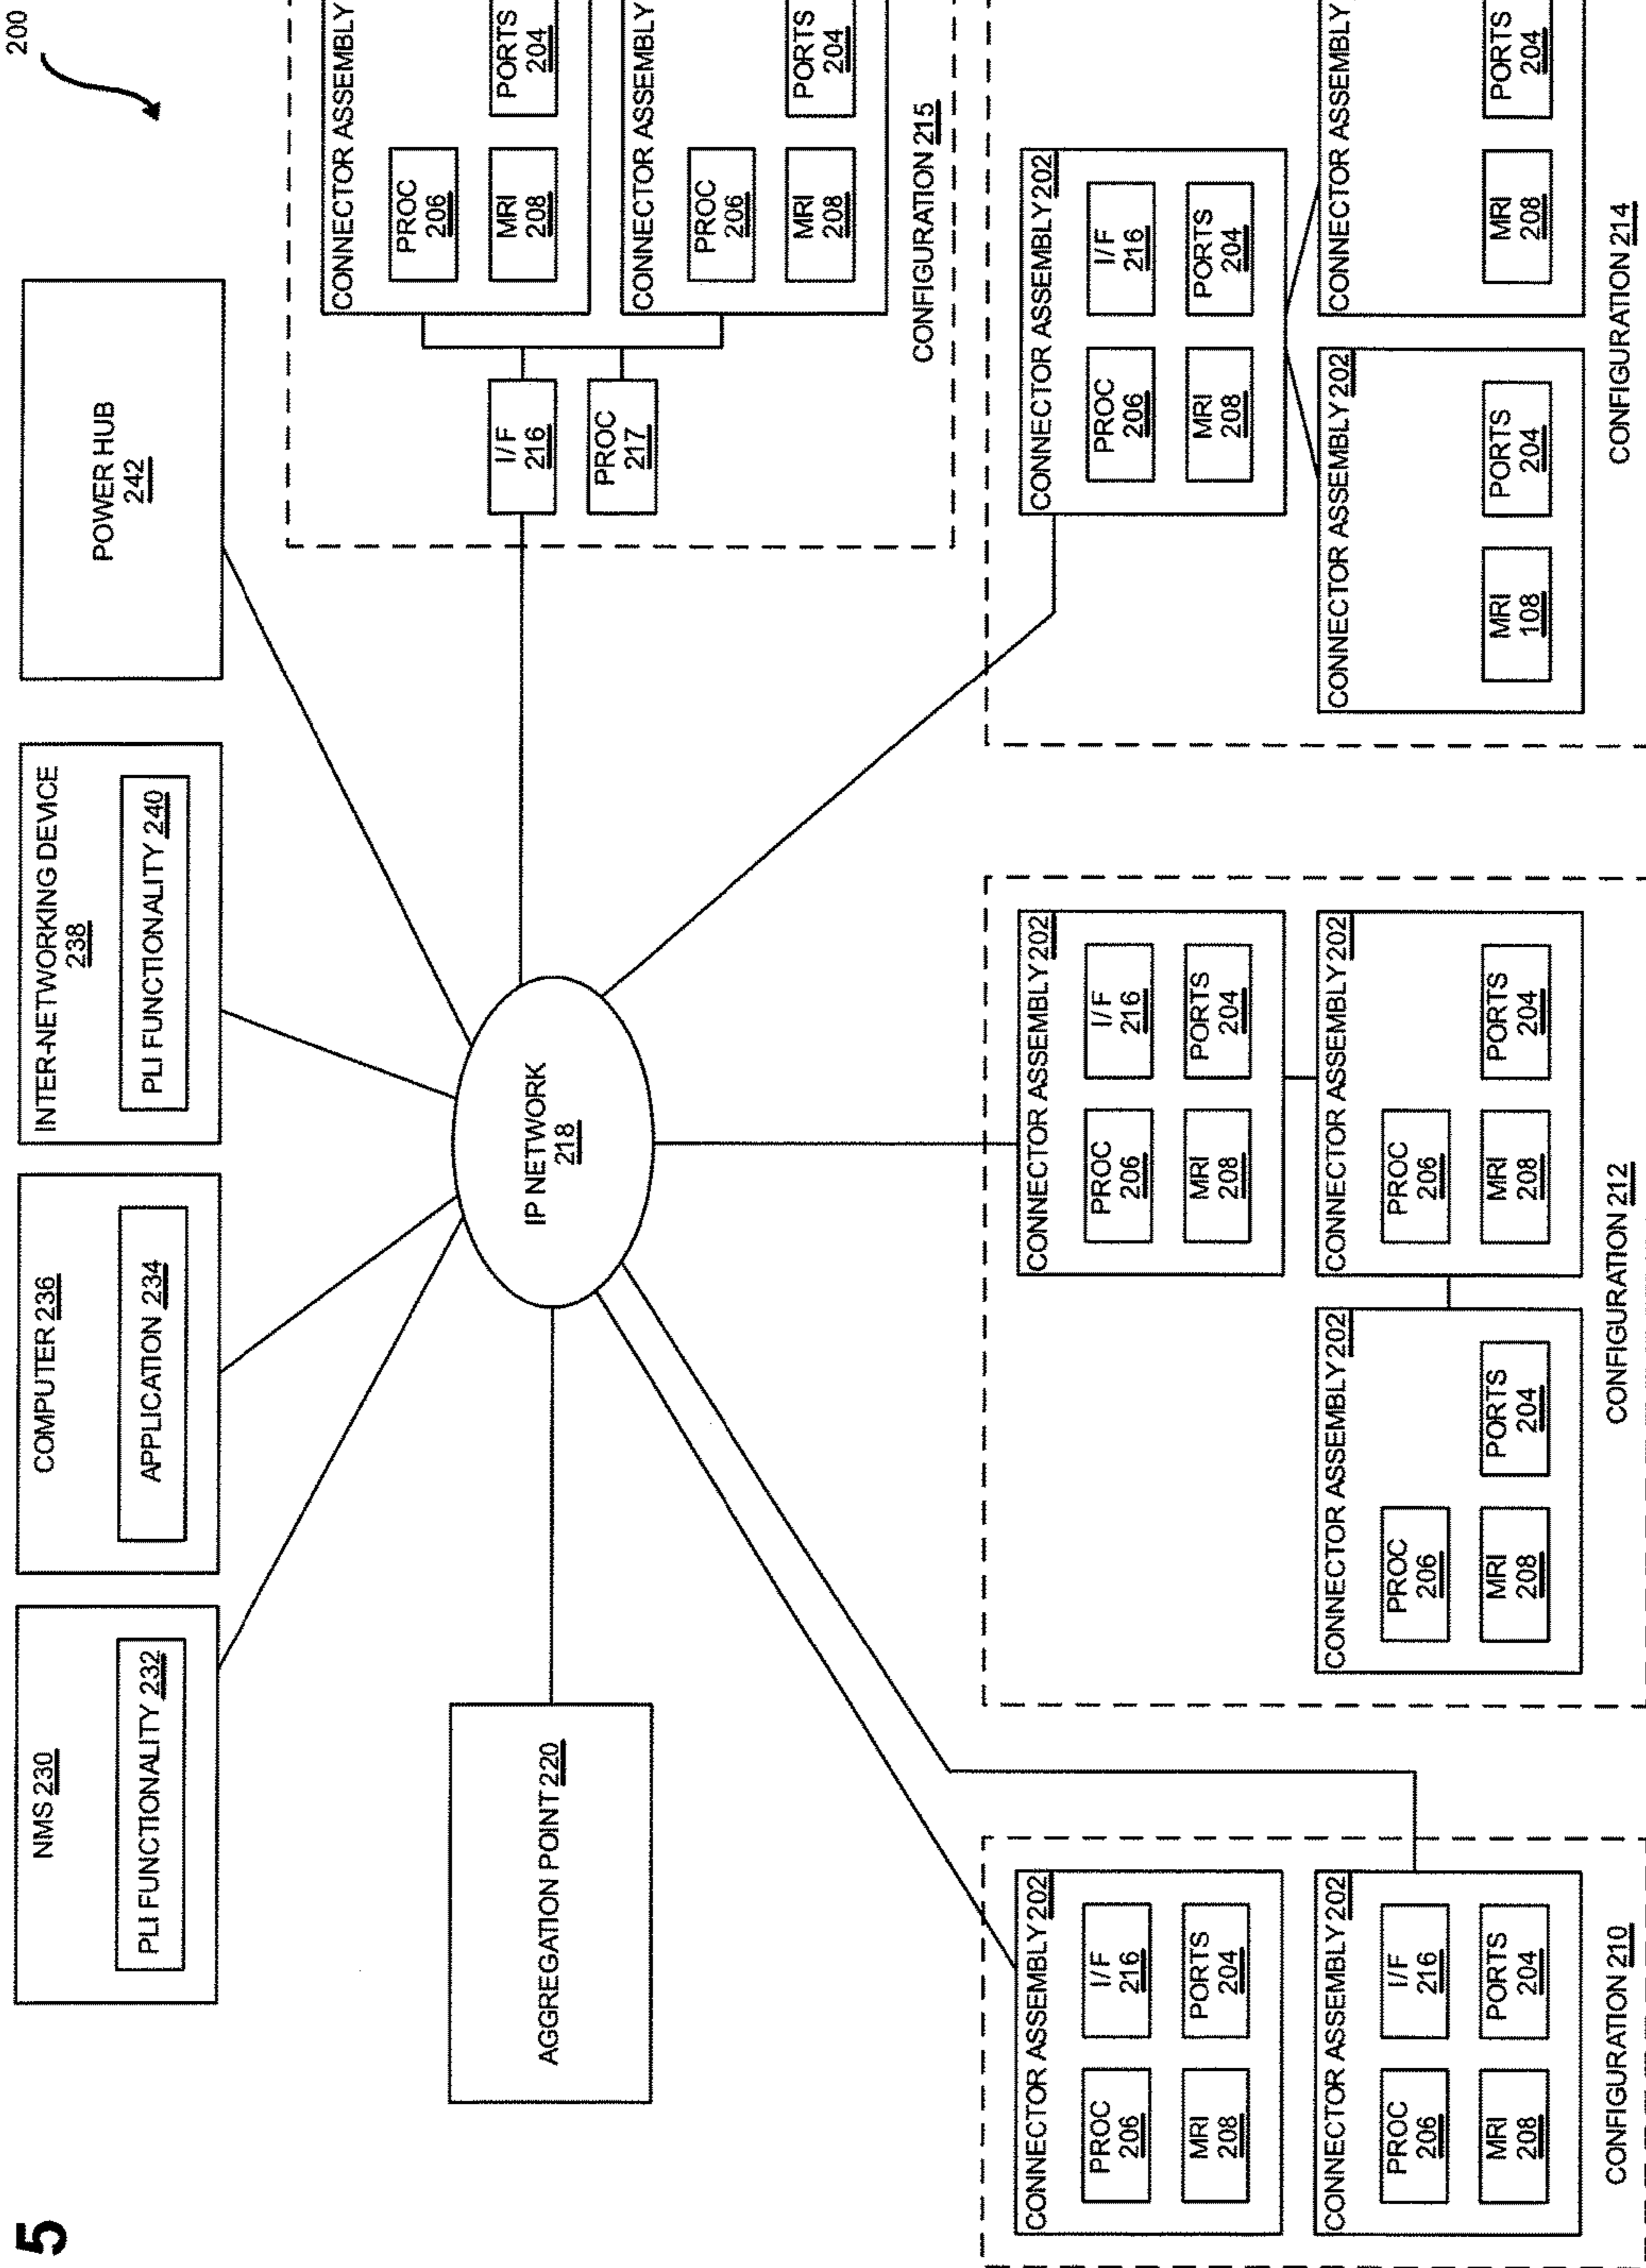 5
200
NMS 230
PLI FUNCTIONALITY 232
COMPUTER 236
APPLICATION 234
INTER-NETWORKING DEVICE
238
PLI FUNCTIONALITY 240
POWER HUB
242
AGGREGATION POINT 220
IP NETWORK
218
I/F
216
PROC
217
CONNECTOR ASSEMBLY
PROC
206
MRI
208
PORTS
204
CONNECTOR ASSEMBLY
PROC
206
MRI
208
PORTS
204
CONFIGURATION 215
CONNECTOR ASSEMBLY 202
PROC
206
I/F
216
MRI
208
PORTS
204
CONNECTOR ASSEMBLY 202
PROC
206
I/F
216
MRI
208
PORTS
204
CONFIGURATION 210
CONNECTOR ASSEMBLY 202
PROC
206
I/F
216
MRI
208
PORTS
204
CONNECTOR ASSEMBLY 202
PROC
206
MRI
208
PORTS
204
CONNECTOR ASSEMBLY 202
PROC
206
MRI
208
PORTS
204
CONFIGURATION 212
CONNECTOR ASSEMBLY 202
PROC
206
I/F
216
MRI
208
PORTS
204
CONNECTOR ASSEMBLY 202
MRI
108
PORTS
204
CONNECTOR ASSEMBLY
MRI
208
PORTS
204
CONFIGURATION 214